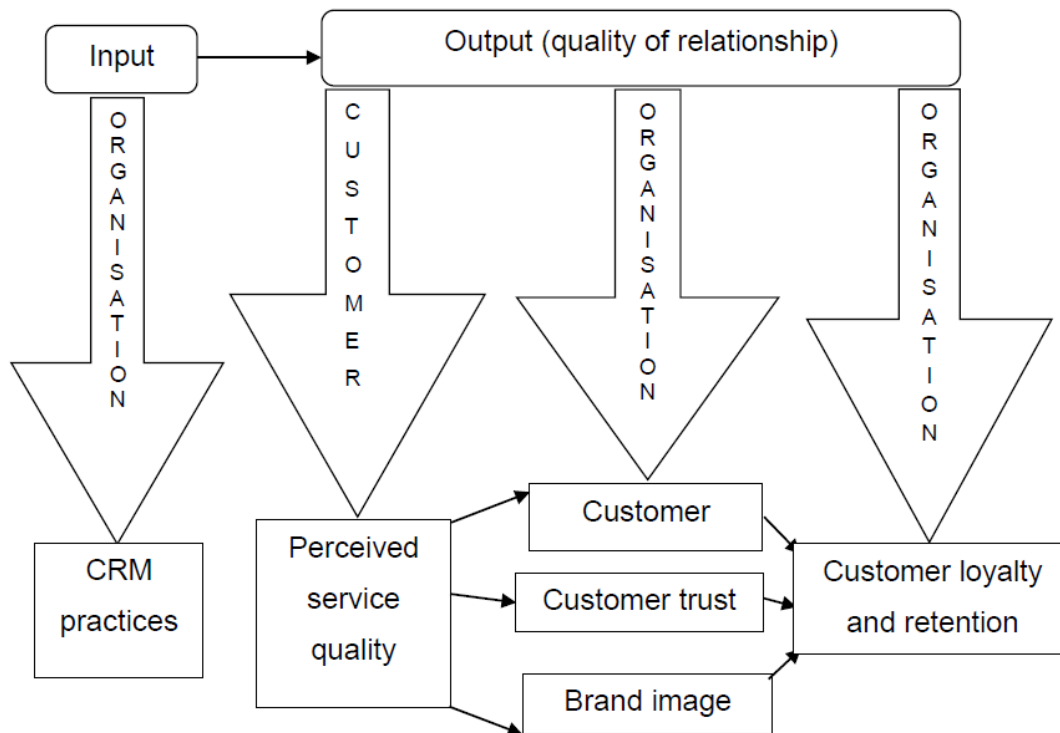 Input
Output (quality of relationship)
ORGANISATION
CUSTOMER
ORGANISATION
ORGANISATION
CRM
practices
Perceived
service
quality
Customer
Customer trust
Brand image
Customer loyalty
and retention